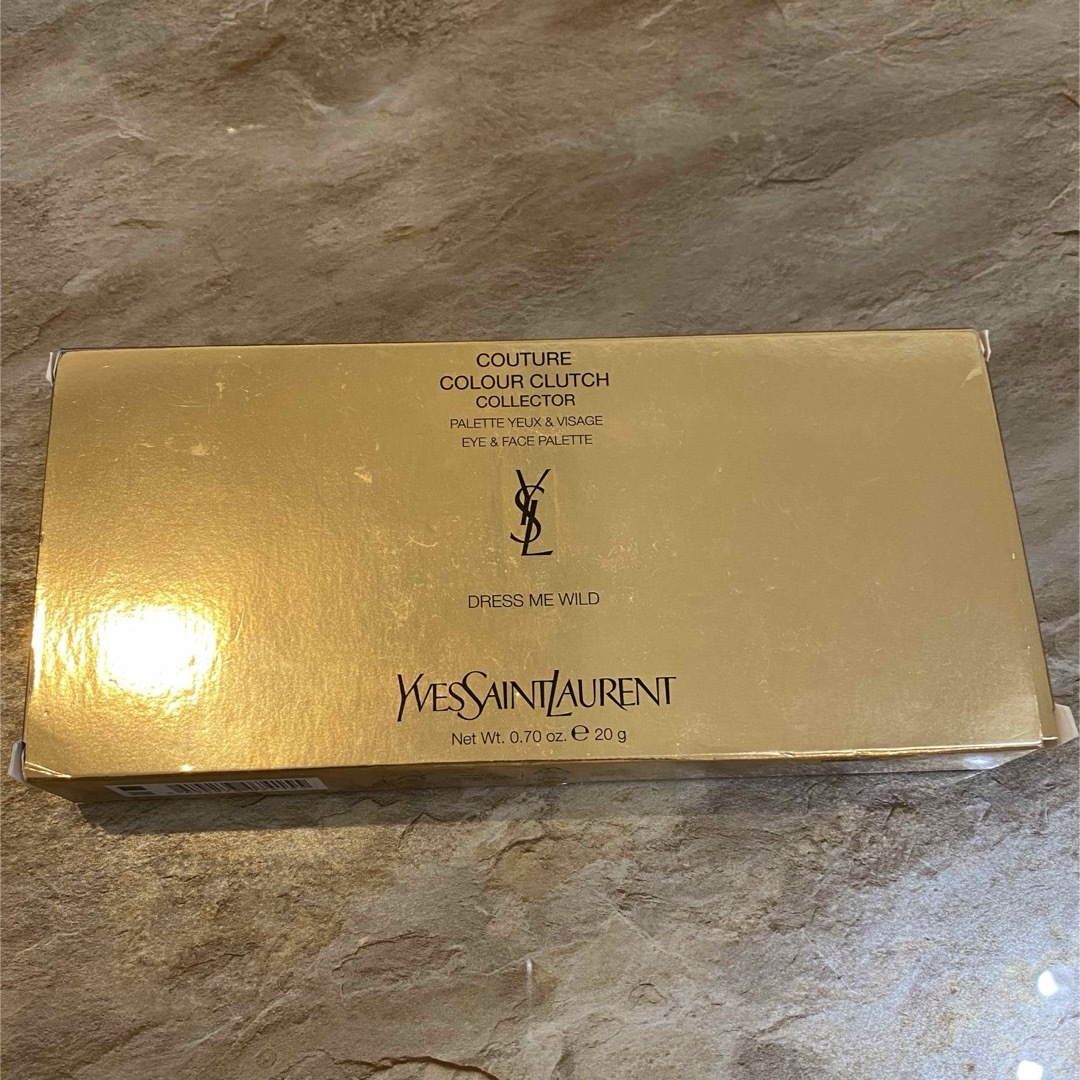 COUTURE
COLOUR CLUTCH
COLLECTOR
PALETTE YEUX & VISAGE
EYE & FACE PALETTE
YSL
DRESS ME WILD
YVESSAINTLAURENT
Net Wt. 0.70 oz. ℮ 20 g